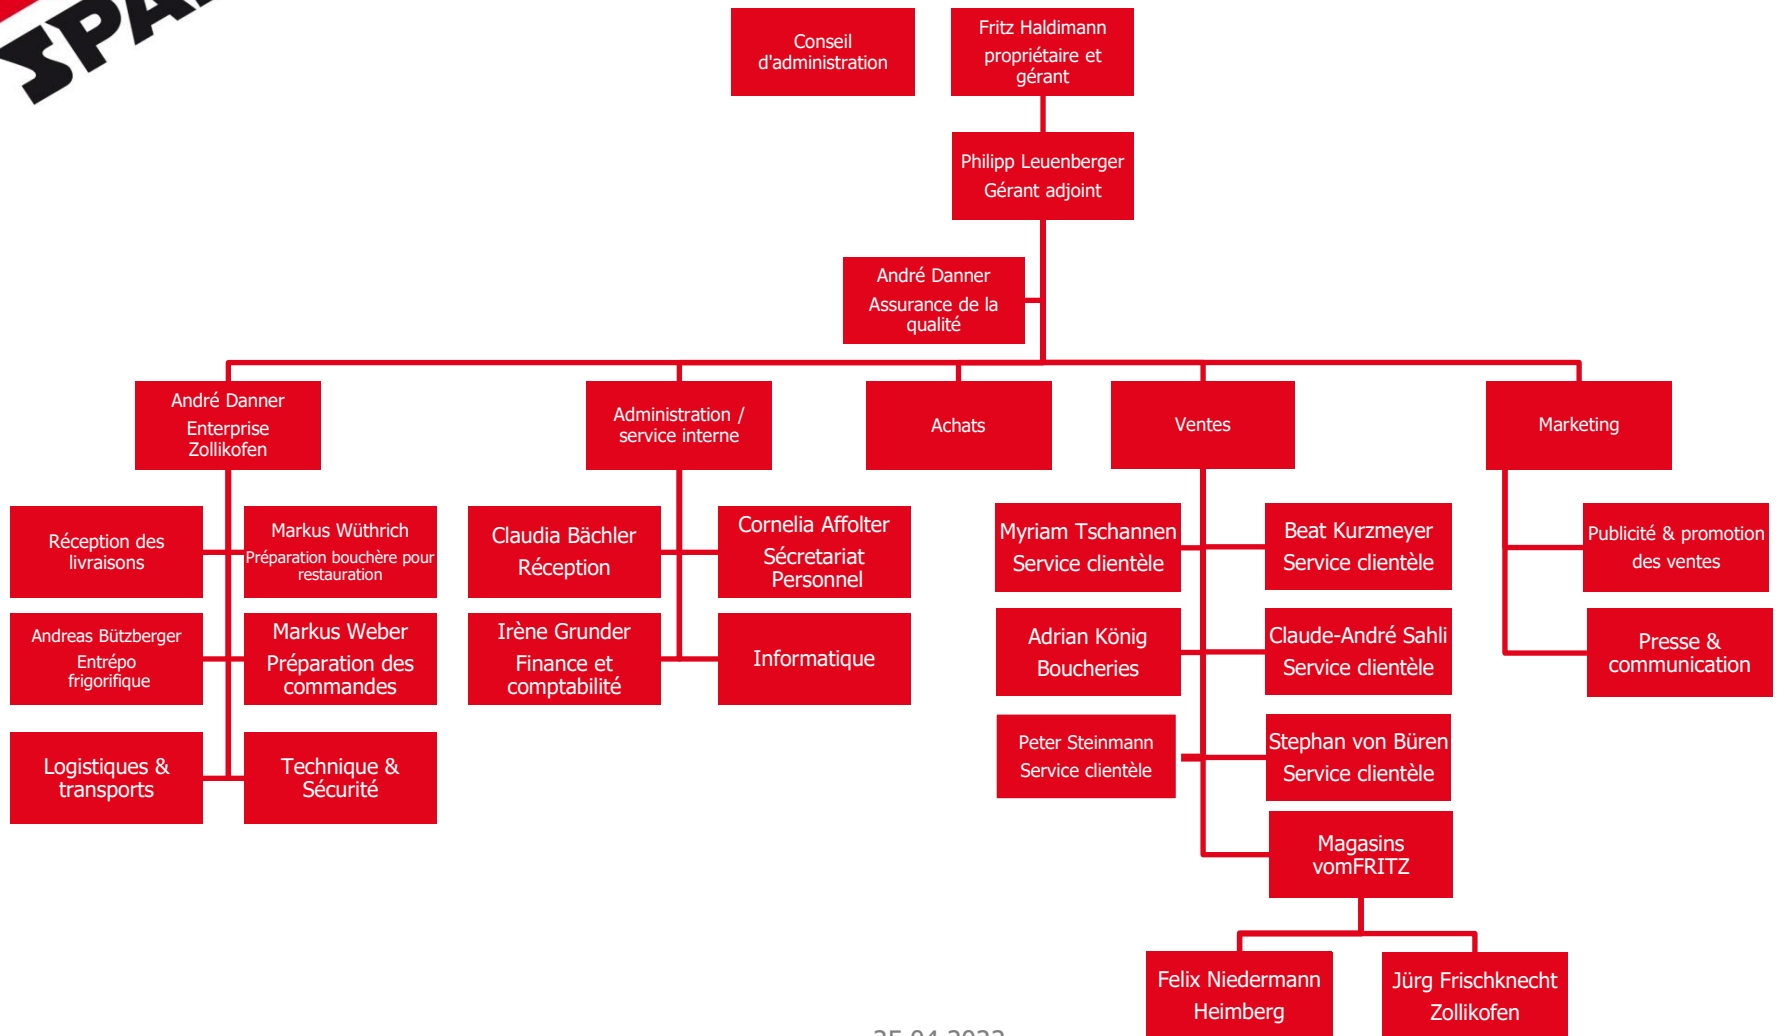 Conseil
d'administration
Fritz Haldimann
propriétaire et
gérant
Philipp Leuenberger
Gérant adjoint
André Danner
Assurance de la
qualité
André Danner
Enterprise
Zollikofen
Administration /
service interne
Achats
Ventes
Marketing
Réception des
livraisons
Markus Wüthrich
Préparation bouchère pour
restauration
Claudia Bächler
Réception
Cornelia Affolter
Sécretariat
Personnel
Myriam Tschannen
Service clientèle
Beat Kurzmeyer
Service clientèle
Publicité & promotion
des ventes
Andreas Bützberger
Entrépo
frigorifique
Markus Weber
Préparation des
commandes
Irène Grunder
Finance et
comptabilité
Informatique
Adrian König
Boucheries
Claude-André Sahli
Service clientèle
Presse &
communication
Logistiques &
transports
Technique &
Sécurité
Peter Steinmann
Service clientèle
Stephan von Büren
Service clientèle
Magasins
vomFRITZ
Felix Niedermann
Heimberg
Jürg Frischknecht
Zollikofen